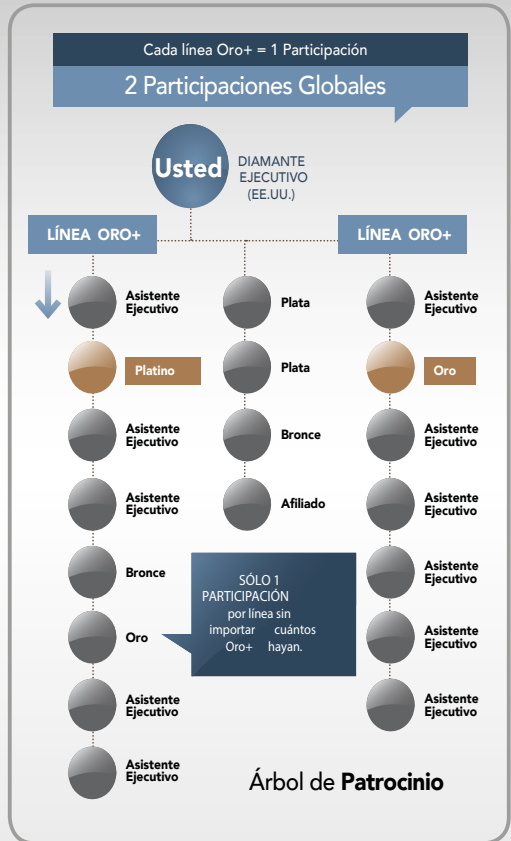 Cada línea Oro+ = 1 Participación
2 Participaciones Globales
Usted
DIAMANTE
EJECUTIVO
(EE.UU.)
LÍNEA ORO+
Asistente
Ejecutivo
Platino
Asistente
Ejecutivo
Asistente
Ejecutivo
Bronce
Oro
Asistente
Ejecutivo
Asistente
Ejecutivo
Plata
Plata
Bronce
Afiliado
SÓLO 1
PARTICIPACIÓN
por línea sin
importar cuántos
Oro+ hayan.
LÍNEA ORO+
Asistente
Ejecutivo
Oro
Asistente
Ejecutivo
Asistente
Ejecutivo
Asistente
Ejecutivo
Asistente
Ejecutivo
Asistente
Ejecutivo
Árbol de Patrocinio